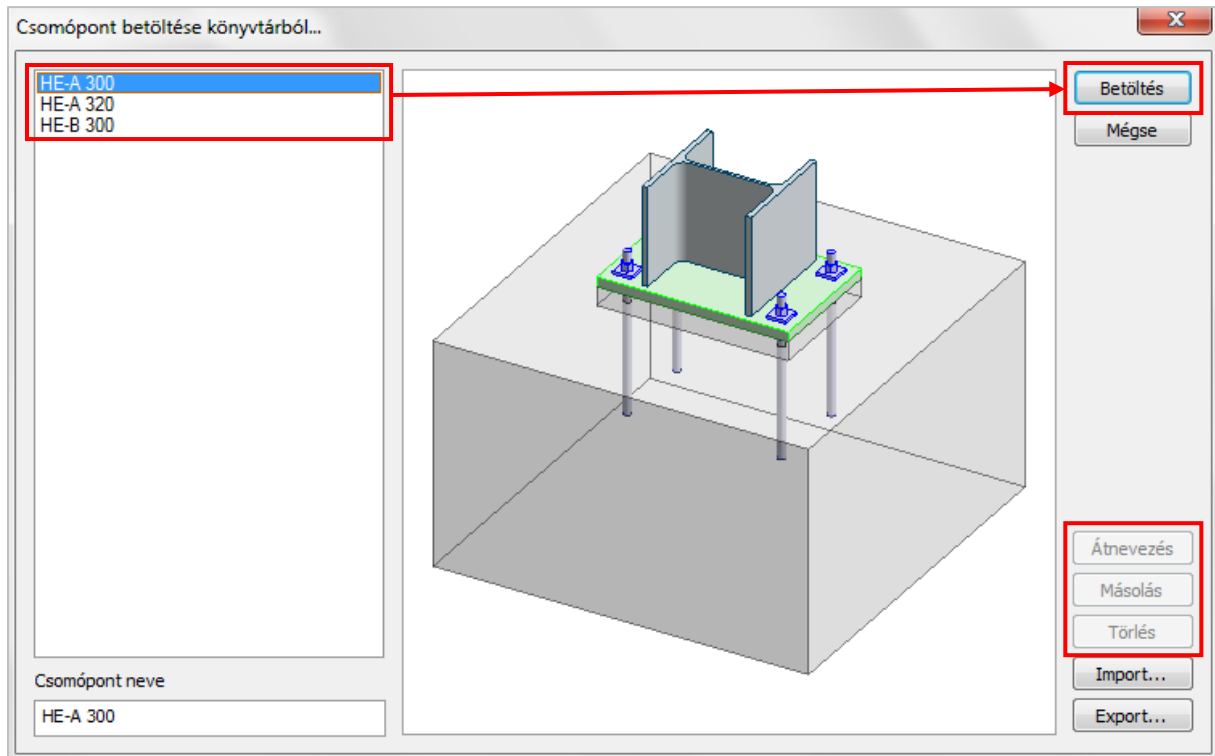 Csomópont betöltése könyvtárból...
HE-A 300
HE-A 320
HE-B 300
Betöltés
Mégse
Átnevezés
Másolás
Törlés
Import...
Export...
Csomópont neve
HE-A 300